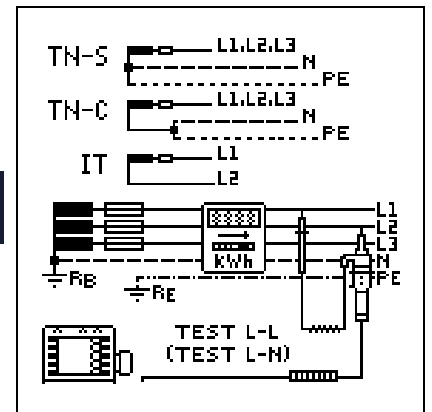 TN-S L1,L2,L3
N
PE
TN-C L1,L2,L3
N
PE
IT L1
L2
L1
L2
L3
kWh N
RB PE
RE
TEST L-L
(TEST L-N)